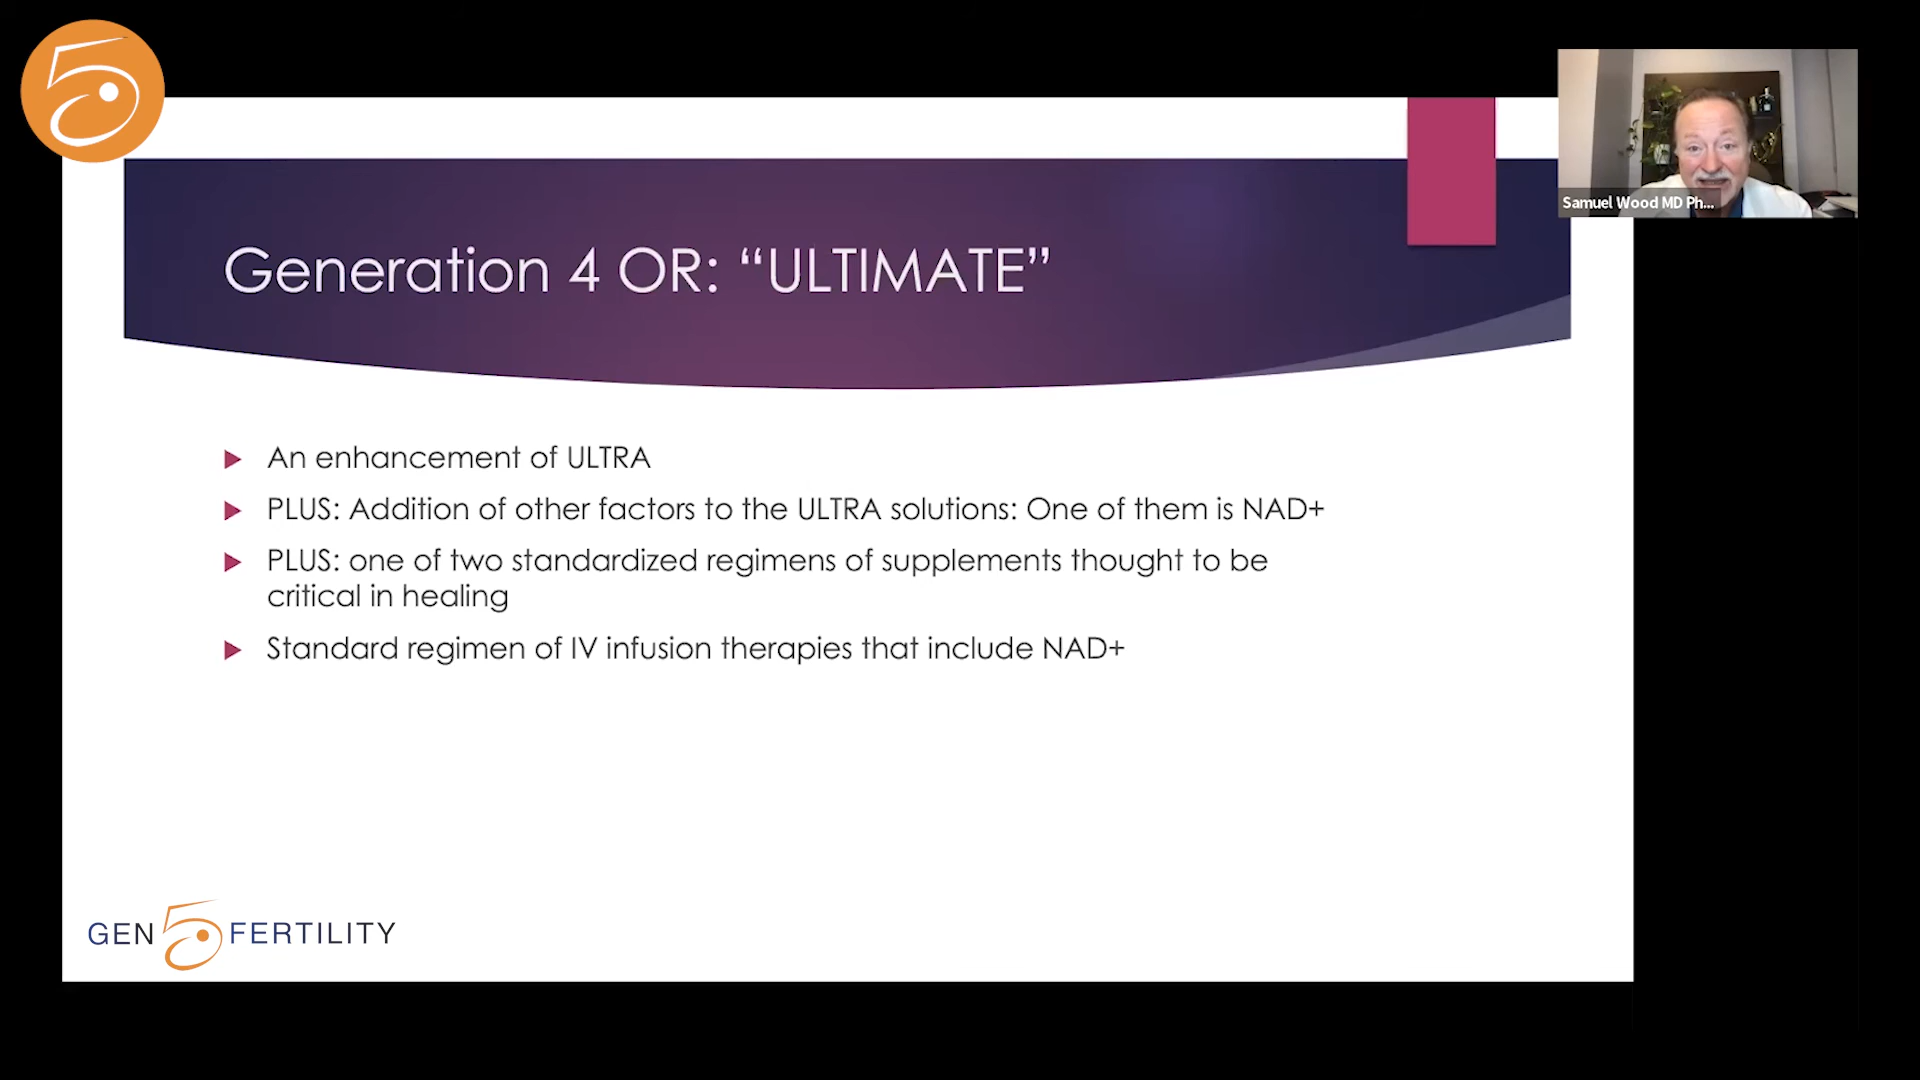 Samuel Wood MD Ph...
Generation 4 OR: “ULTIMATE”
An enhancement of ULTRA
PLUS: Addition of other factors to the ULTRA solutions: One of them is NAD+
PLUS: one of two standardized regimens of supplements thought to be
critical in healing
Standard regimen of IV infusion therapies that include NAD+
GEN 5 FERTILITY